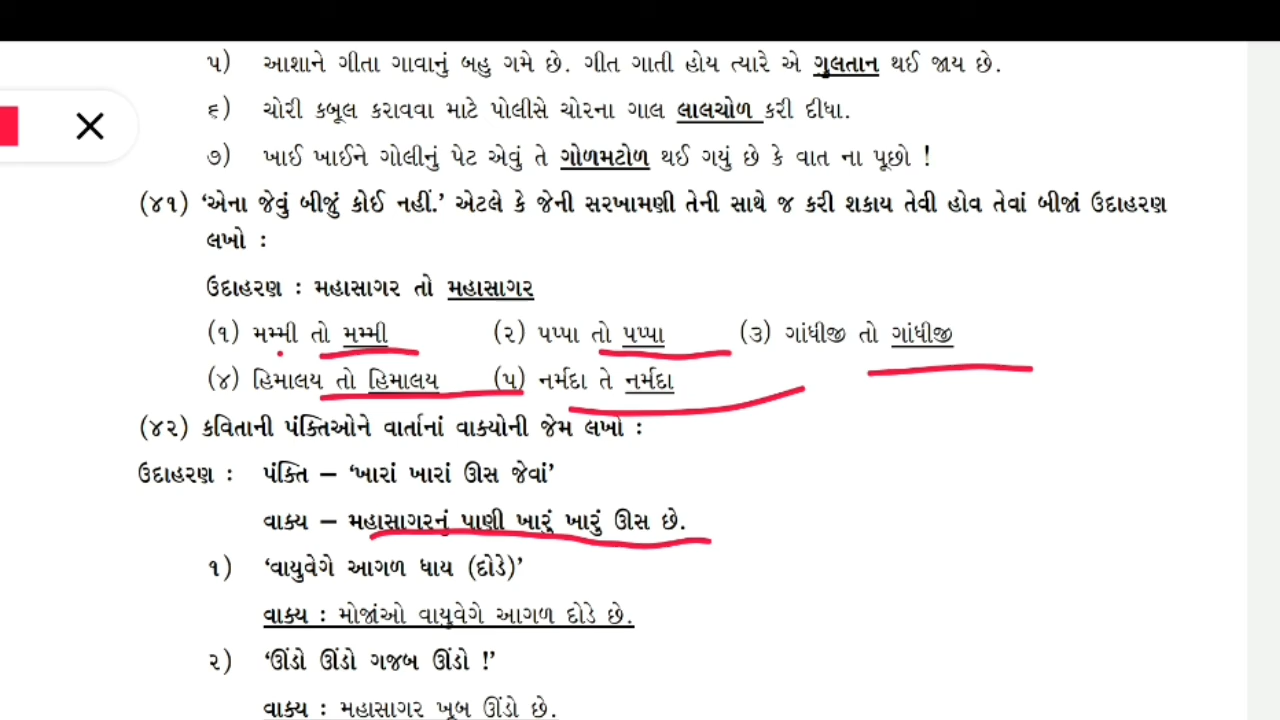 ૫) આશાને ગીતા ગાવાનું બહુ ગમે છે. ગીત ગાતી હોય ત્યારે એ ગુલતાન થઈ જાય છે.
૬) ચોરી કબૂલ કરાવવા માટે પોલીસે ચોરના ગાલ લાલચોળ કરી દીધા.
૭) ખાઈ ખાઈને ગોલીનું પેટ એવું તે ગોળમટોળ થઈ ગયું છે કે વાત ના પૂછો !
(૪૧) ‘એના જેવું બીજું કોઈ નહીં.’ એટલે કે જેની સરખામણી તેની સાથે જ કરી શકાય તેવી હોવ તેવાં બીજાં ઉદાહરણ
લખો :
ઉદાહરણ : મહાસાગર તો મહાસાગર
(૧) મમ્મી તો મમ્મી (૨) પપ્પા તો પપ્પા (૩) ગાંધીજી તો ગાંધીજી
(૪) હિમાલય તો હિમાલય (૫) નર્મદા તે નર્મદા
(૪૨) કવિતાની પંક્તિઓને વાર્તાનાં વાક્યોની જેમ લખો :
ઉદાહરણ : પંક્તિ – ‘ખારાં ખારાં ઊસ જેવાં’
વાક્ય – મહાસાગરનું પાણી ખારું ખારું ઊસ છે.
૧) ‘વાયુવેગે આગળ ધાય (દોડે)’
વાક્ય : મોજાંઓ વાયુવેગે આગળ દોડે છે.
૨) ‘ઊંડો ઊંડો ગજબ ઊંડો !’
વાક્ય : મહાસાગર ખૂબ ઊંડો છે.